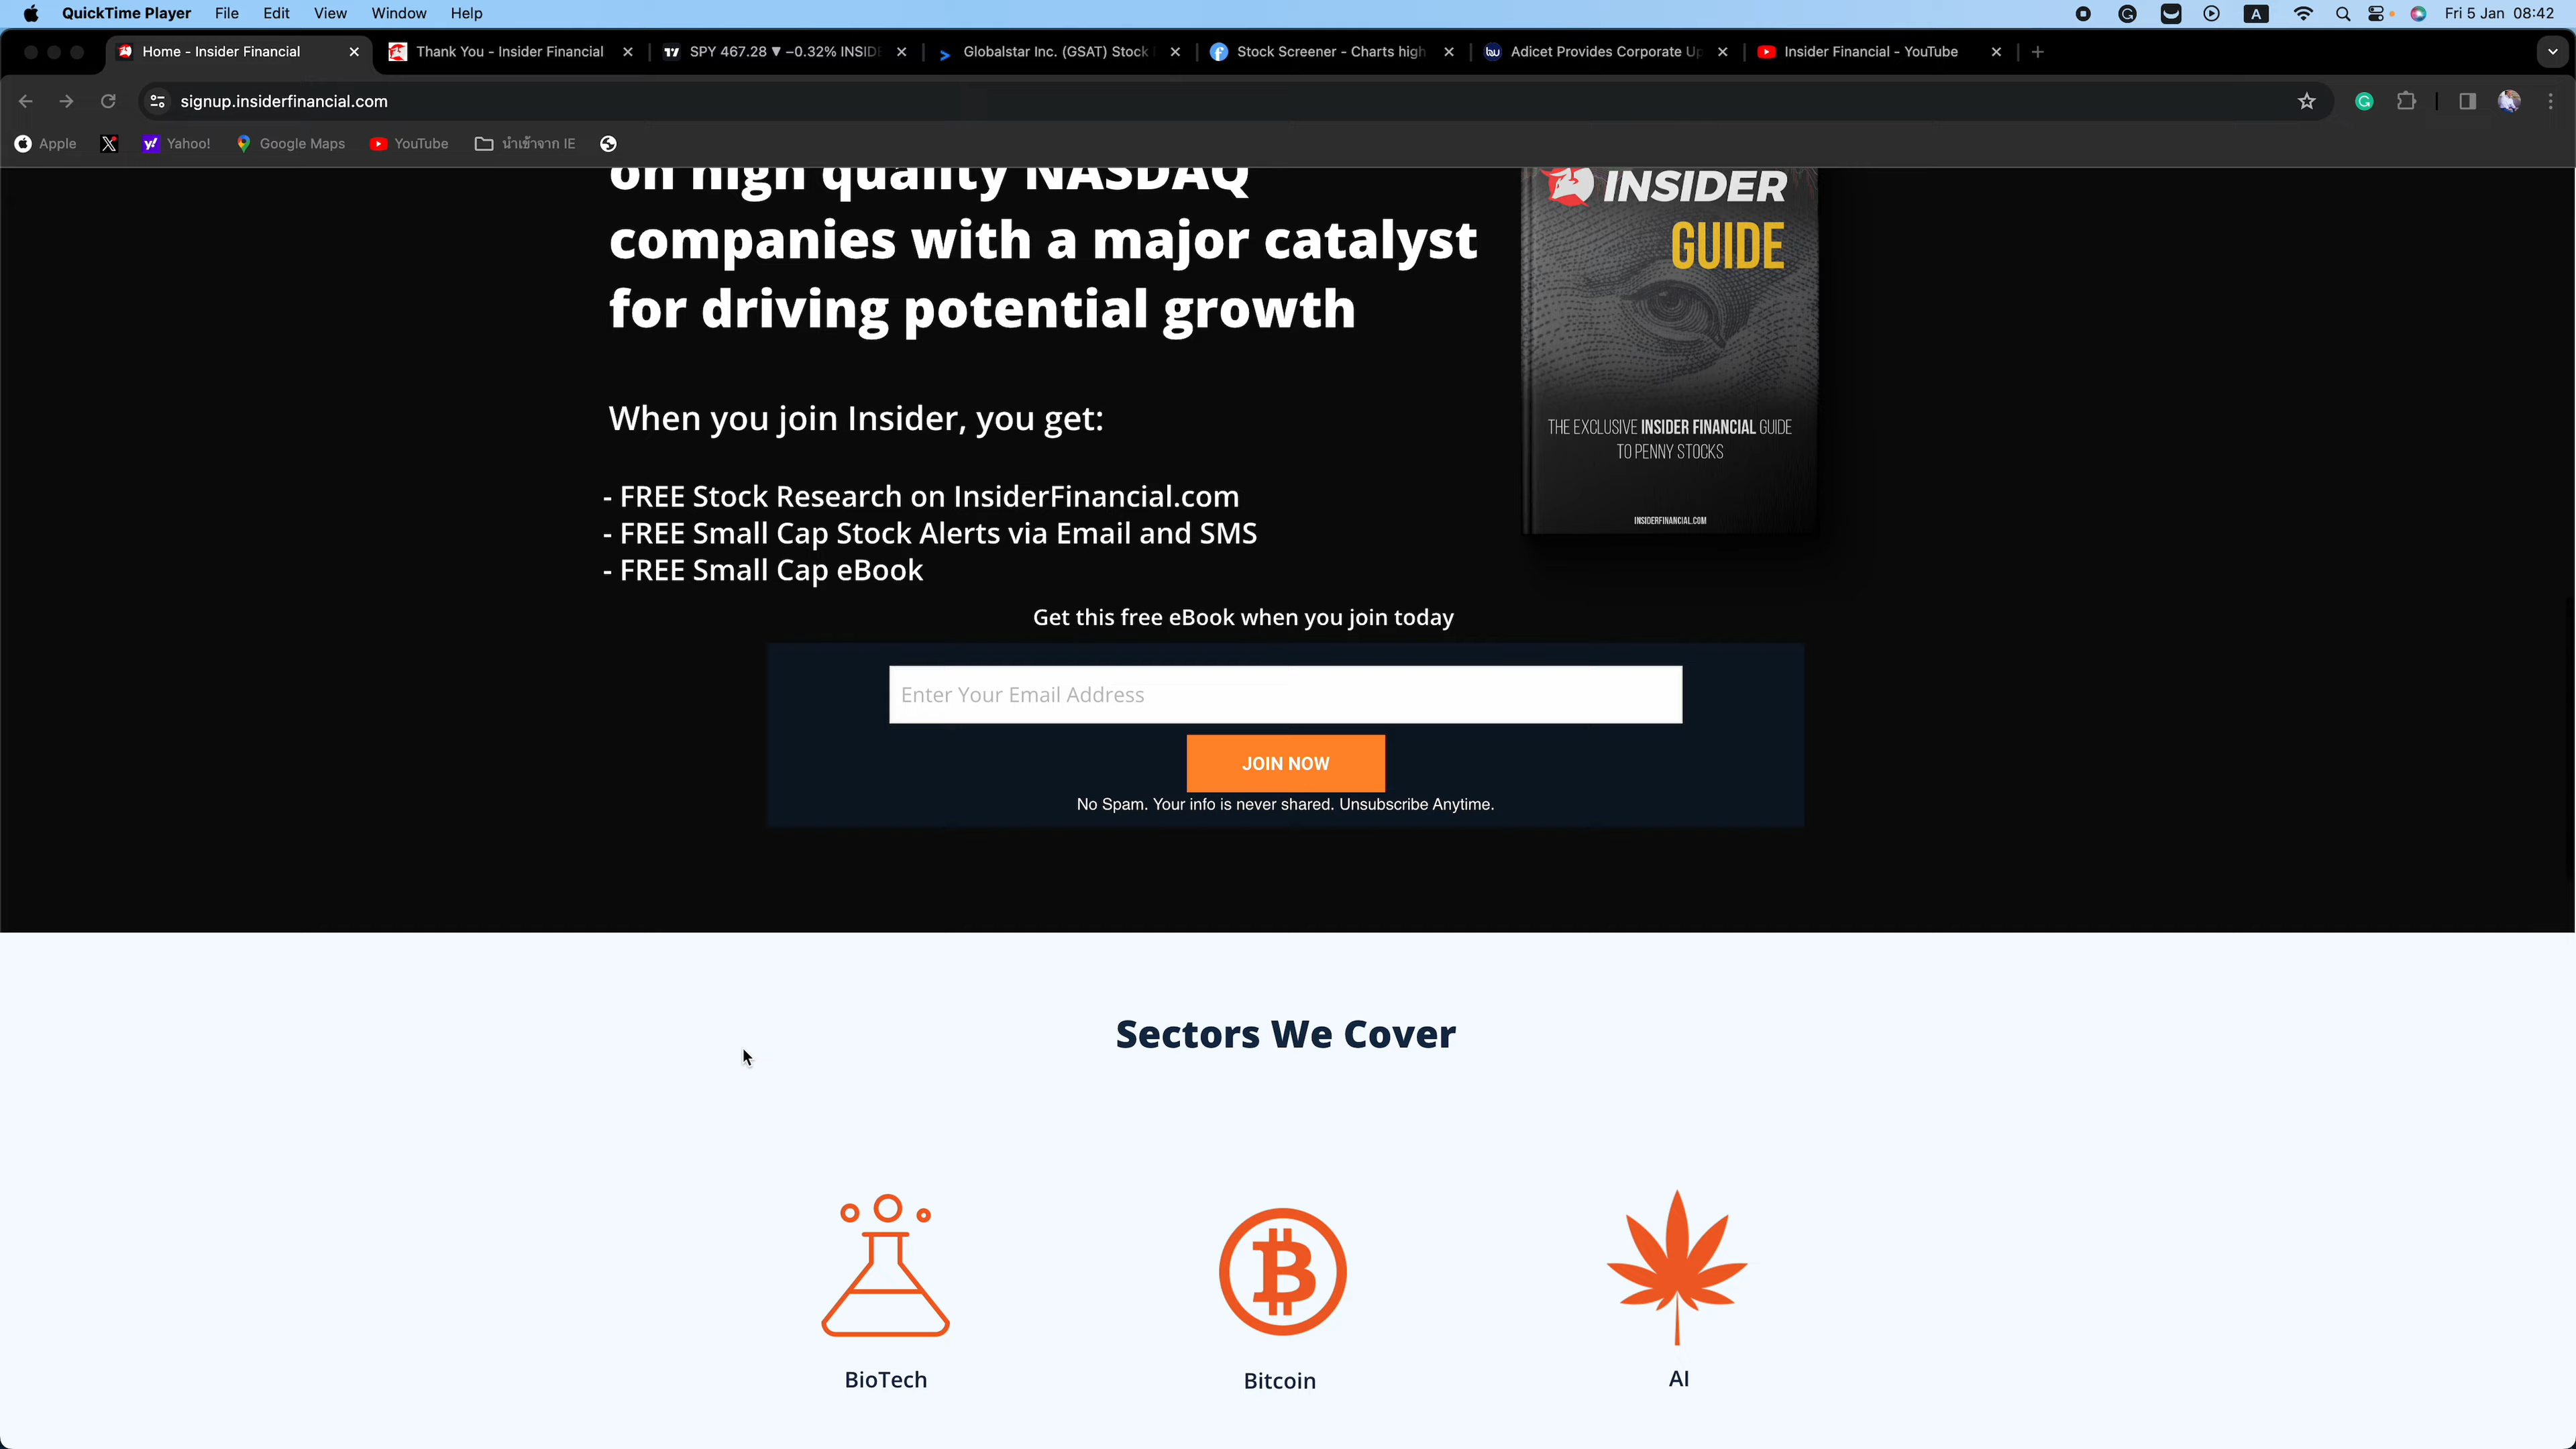 QuickTime Player File Edit View Window Help A Fri 5 Jan 08:42
Home - Insider Financial Thank You - Insider Financial SPY 467.28 ▼ −0.32% INSID Globalstar Inc. (GSAT) Stock Stock Screener - Charts high Adicet Provides Corporate Up Insider Financial - YouTube
signup.insiderfinancial.com
Apple Yahoo! Google Maps YouTube นำเข้าจาก IE
on high quality NASDAQ
companies with a major catalyst
for driving potential growth
When you join Insider, you get:
- FREE Stock Research on InsiderFinancial.com
- FREE Small Cap Stock Alerts via Email and SMS
- FREE Small Cap eBook
INSIDER
GUIDE
THE EXCLUSIVE INSIDER FINANCIAL GUIDE
TO PENNY STOCKS
INSIDERFINANCIAL.COM
Get this free eBook when you join today
Enter Your Email Address
JOIN NOW
No Spam. Your info is never shared. Unsubscribe Anytime.
Sectors We Cover
BioTech Bitcoin AI